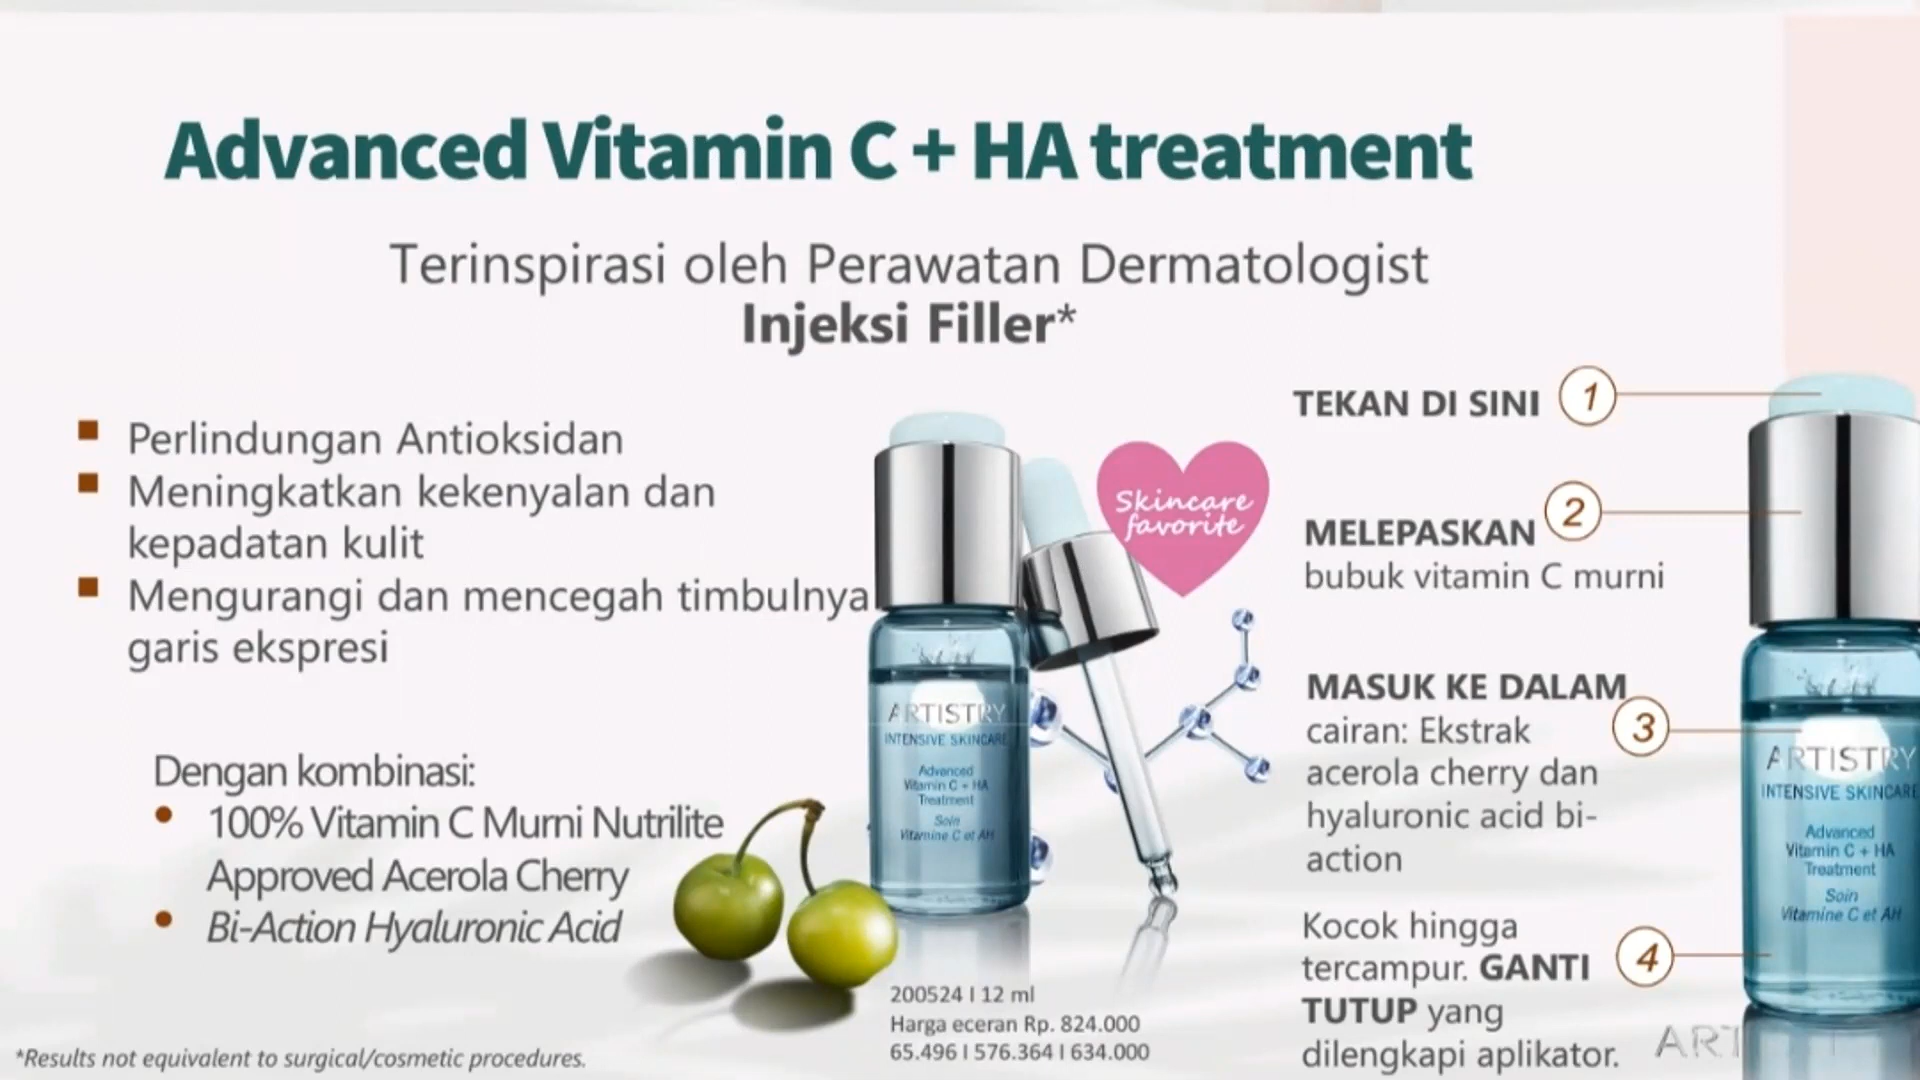 Advanced Vitamin C + HA treatment
Terinspirasi oleh Perawatan Dermatologist
Injeksi Filler*
Perlindungan Antioksidan
Meningkatkan kekenyalan dan
kepadatan kulit
Mengurangi dan mencegah timbulnya
garis ekspresi
Dengan kombinasi:
100% Vitamin C Murni Nutrilite
Approved Acerola Cherry
Bi-Action Hyaluronic Acid
*Results not equivalent to surgical/cosmetic procedures.
Skincare
favorite
ARTISTRY
INTENSIVE SKINCARE
Advanced
Vitamin C + HA
Treatment
Soin
Vitamine C et AH
200524 I 12 ml
Harga eceran Rp. 824.000
65.496 I 576.364 I 634.000
TEKAN DI SINI 1
MELEPASKAN 2
bubuk vitamin C murni
MASUK KE DALAM
cairan: Ekstrak 3
acerola cherry dan
hyaluronic acid bi-
action
Kocok hingga
tercampur. GANTI 4
TUTUP yang
dilengkapi aplikator.
ARTISTRY
INTENSIVE SKINCARE
Advanced
Vitamin C + HA
Treatment
Soin
Vitamine C et AH